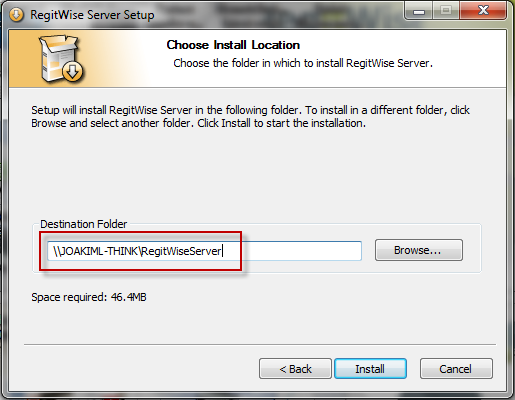 RegitWise Server Setup
Choose Install Location
Choose the folder in which to install RegitWise Server.
Setup will install RegitWise Server in the following folder. To install in a different folder, click
Browse and select another folder. Click Install to start the installation.
Destination Folder
\\JOAKIML-THINK\RegitWiseServer
Browse...
Space required: 46.4MB
< Back
Install
Cancel